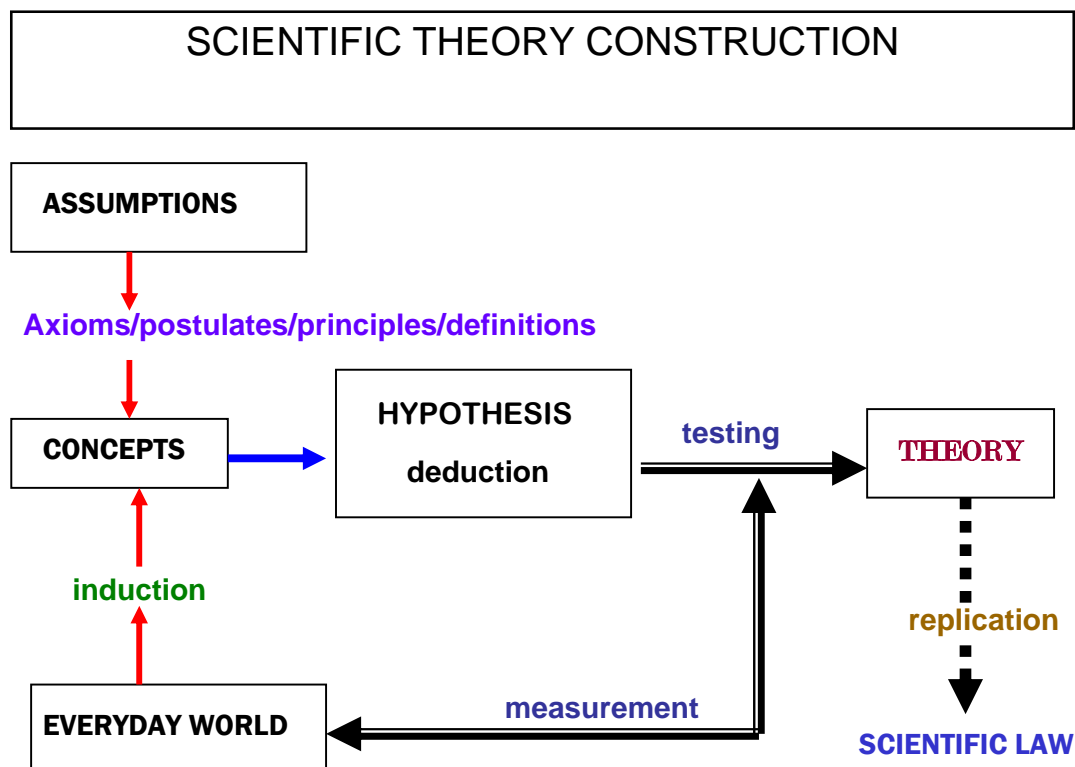 SCIENTIFIC THEORY CONSTRUCTION
ASSUMPTIONS
Axioms/postulates/principles/definitions
CONCEPTS
HYPOTHESIS
deduction
testing
THEORY
induction
replication
EVERYDAY WORLD
measurement
SCIENTIFIC LAW